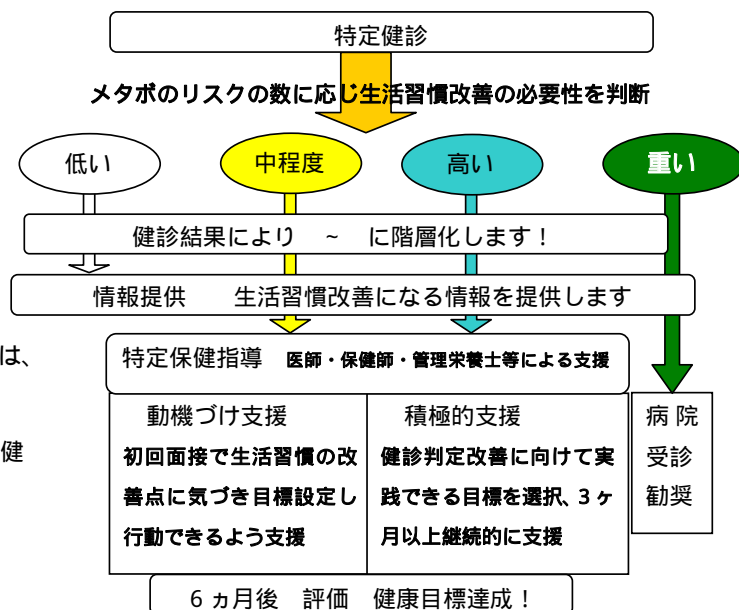 特定健診
メタボのリスクの数に応じ生活習慣改善の必要性を判断
低い
中程度
高い
重い
健診結果により ~ に階層化します！
情報提供 生活習慣改善になる情報を提供します
は、
健
特定保健指導 医師・保健師・管理栄養士等による支援
動機づけ支援
初回面接で生活習慣の改
善点に気づき目標設定し
行動できるよう支援
積極的支援
健診判定改善に向けて実
践できる目標を選択、３ヶ
月以上継続的に支援
病院
受診
勧奨
６ヵ月後 評価 健康目標達成！